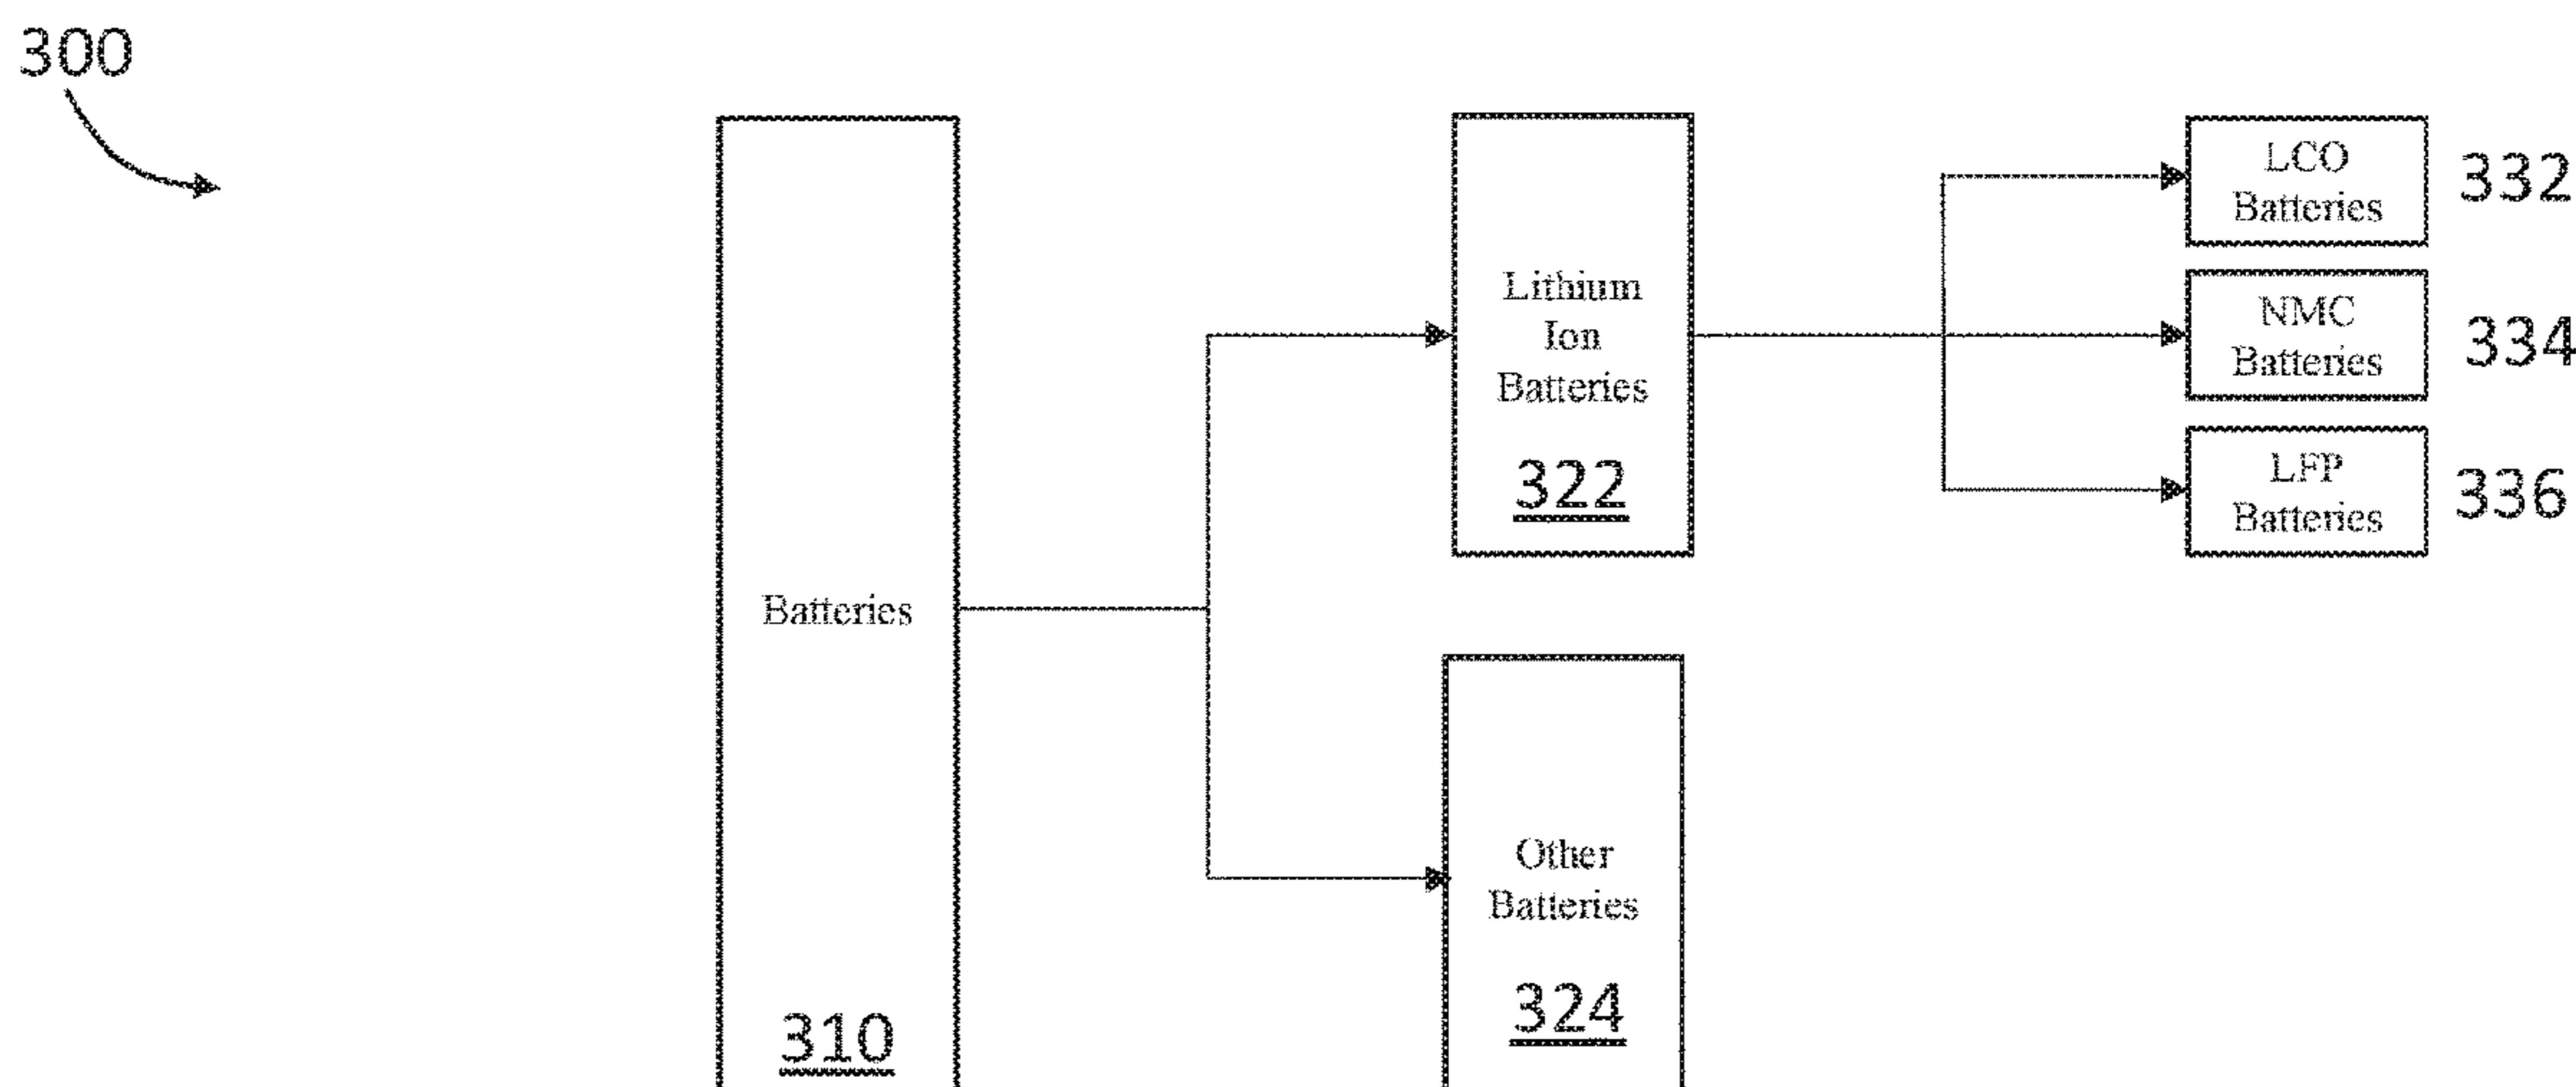 300
Batteries
310
Lithium
Ion
Batteries
322
Other
Batteries
324
LCO
Batteries
332
NMC
Batteries
334
LFP
Batteries
336